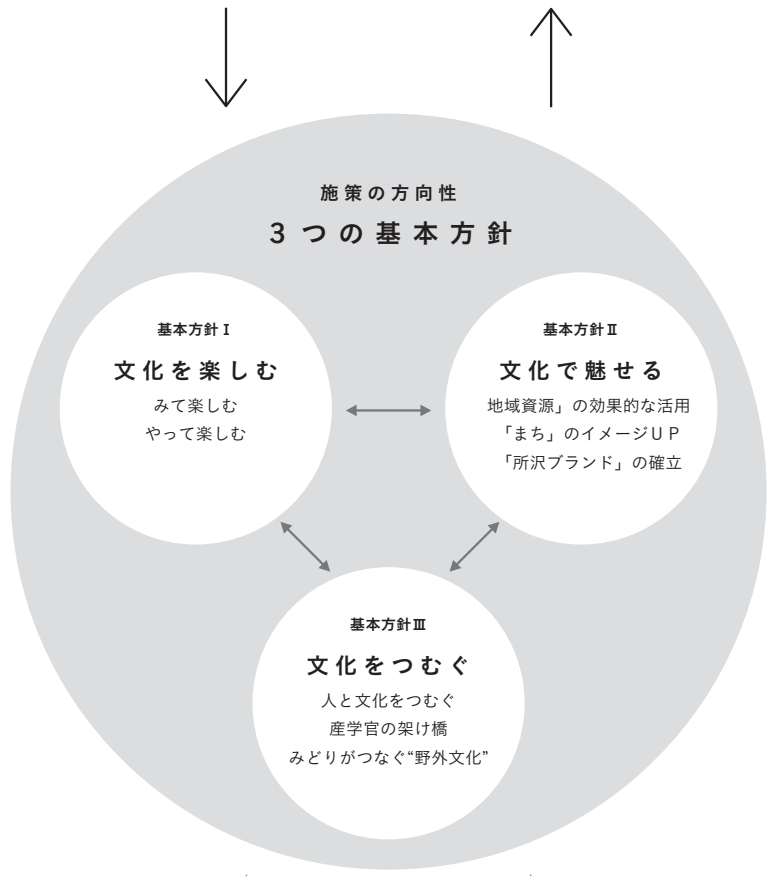 施策の方向性
3つの基本方針
基本方針Ⅰ
文化を楽しむ
みて楽しむ
やって楽しむ
基本方針Ⅱ
文化で魅せる
地域資源」の効果的な活用
「まち」のイメージUP
「所沢ブランド」の確立
基本方針Ⅲ
文化をつむぐ
人と文化をつむぐ
産学官の架け橋
みどりがつなぐ“野外文化”